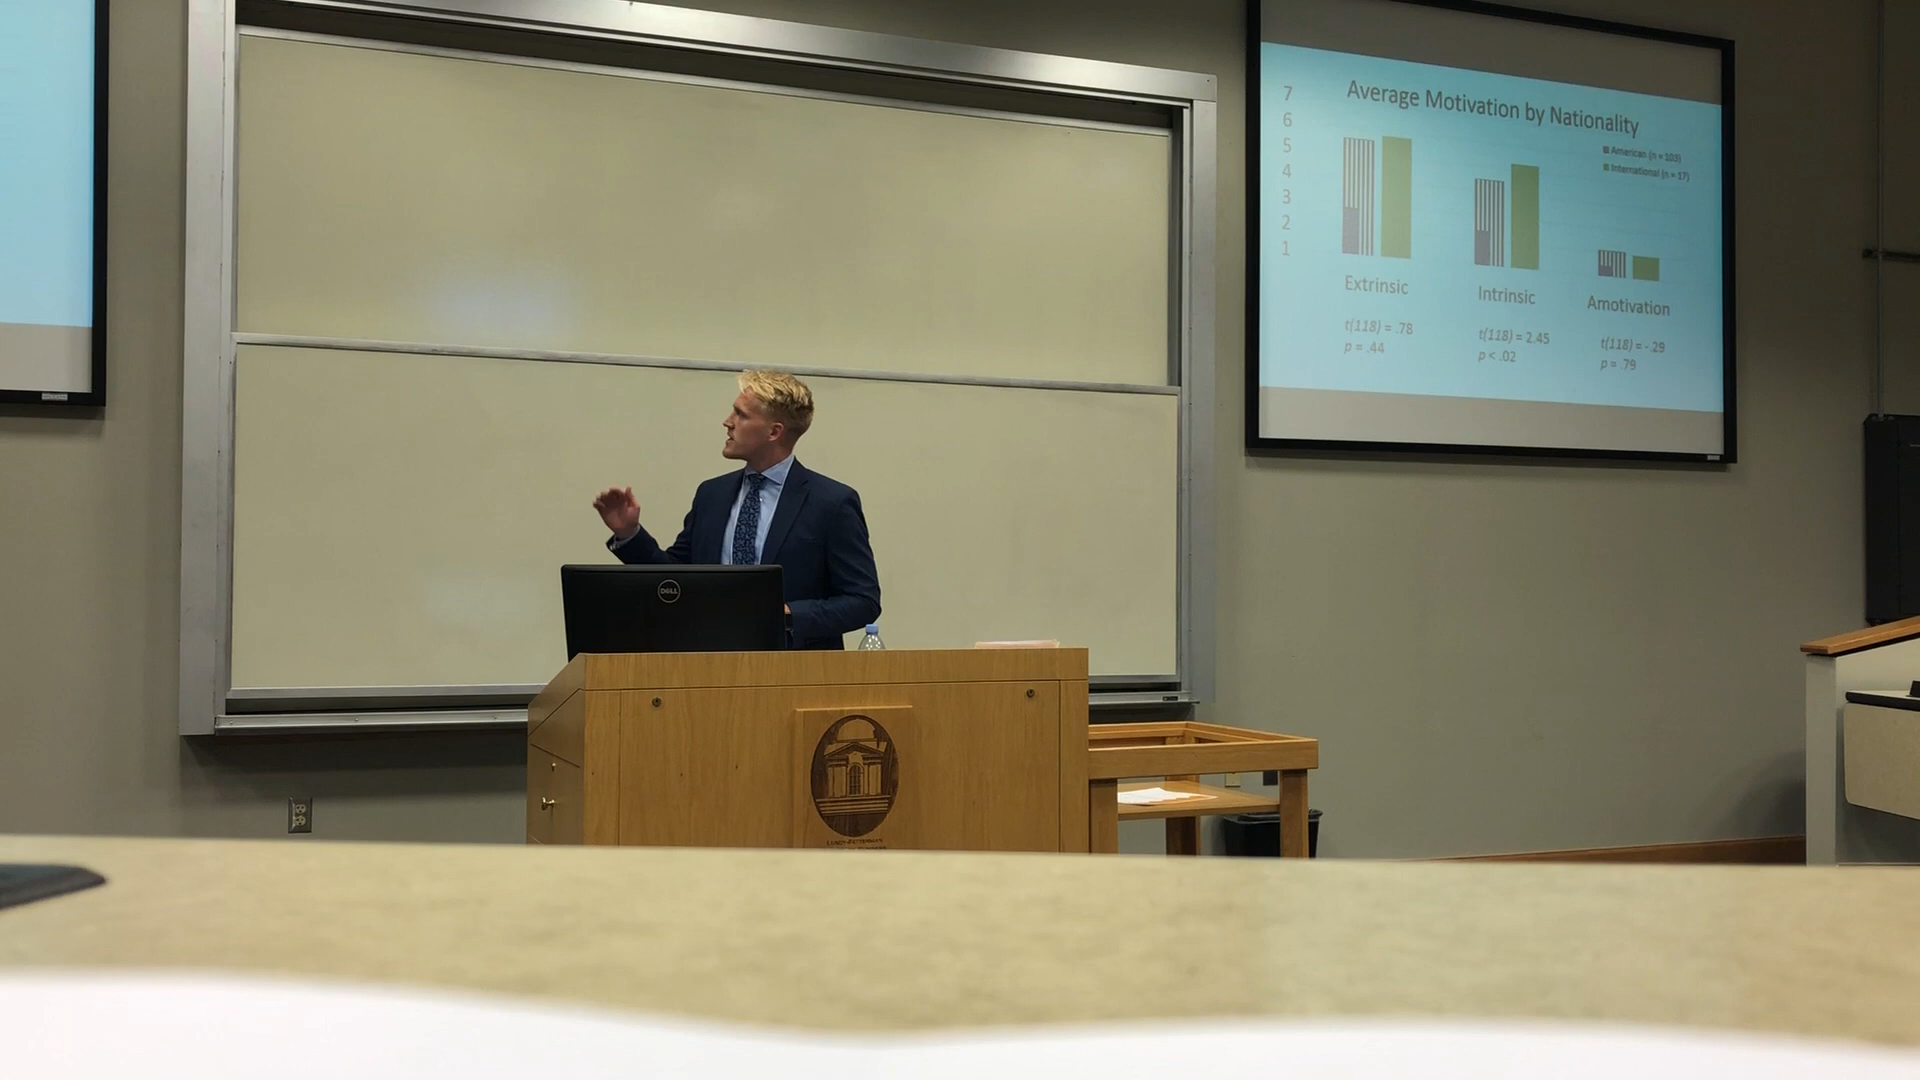 Average Motivation by Nationality
7
6
5
4
3
2
1
American (n = 103)
International (n = 17)
Extrinsic
Intrinsic
Amotivation
t(118) = .78
p = .44
t(118) = 2.45
p < .02
t(118) = -.29
p = .79
DELL